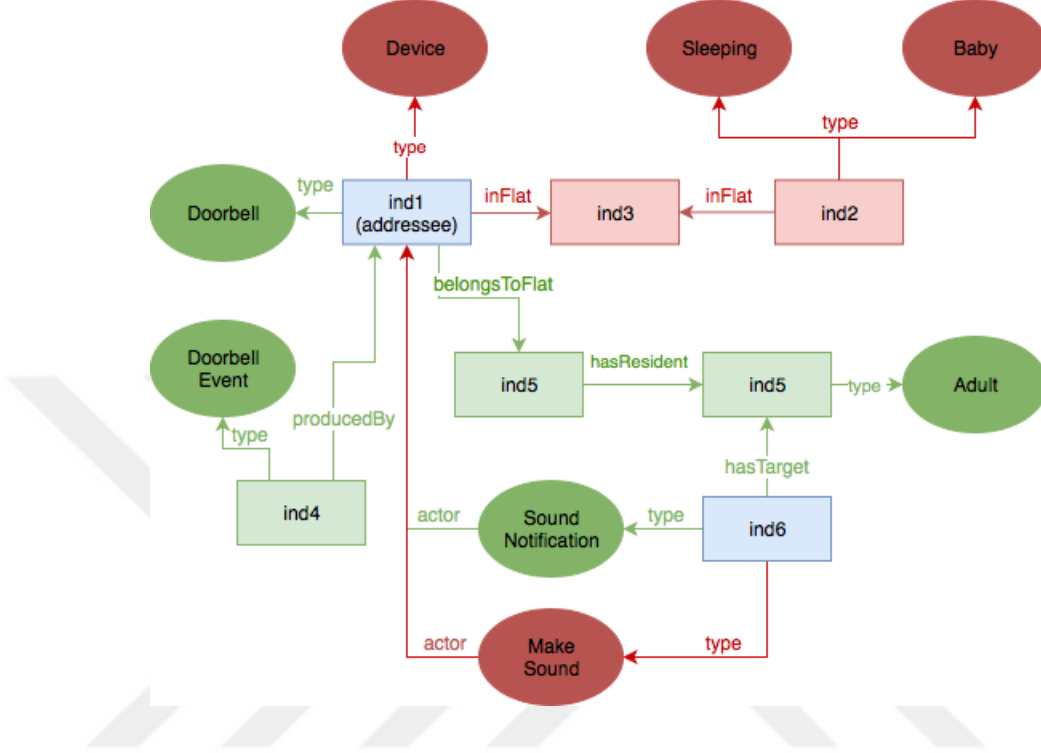 Device
Sleeping
Baby
type
type
type
Doorbell
ind1
(addressee)
inFlat
ind3
inFlat
ind2
belongsToFlat
Doorbell
Event
ind5
hasResident
ind5
type
Adult
producedBy
type
hasTarget
ind4
actor
Sound
Notification
type
ind6
actor
Make
Sound
type